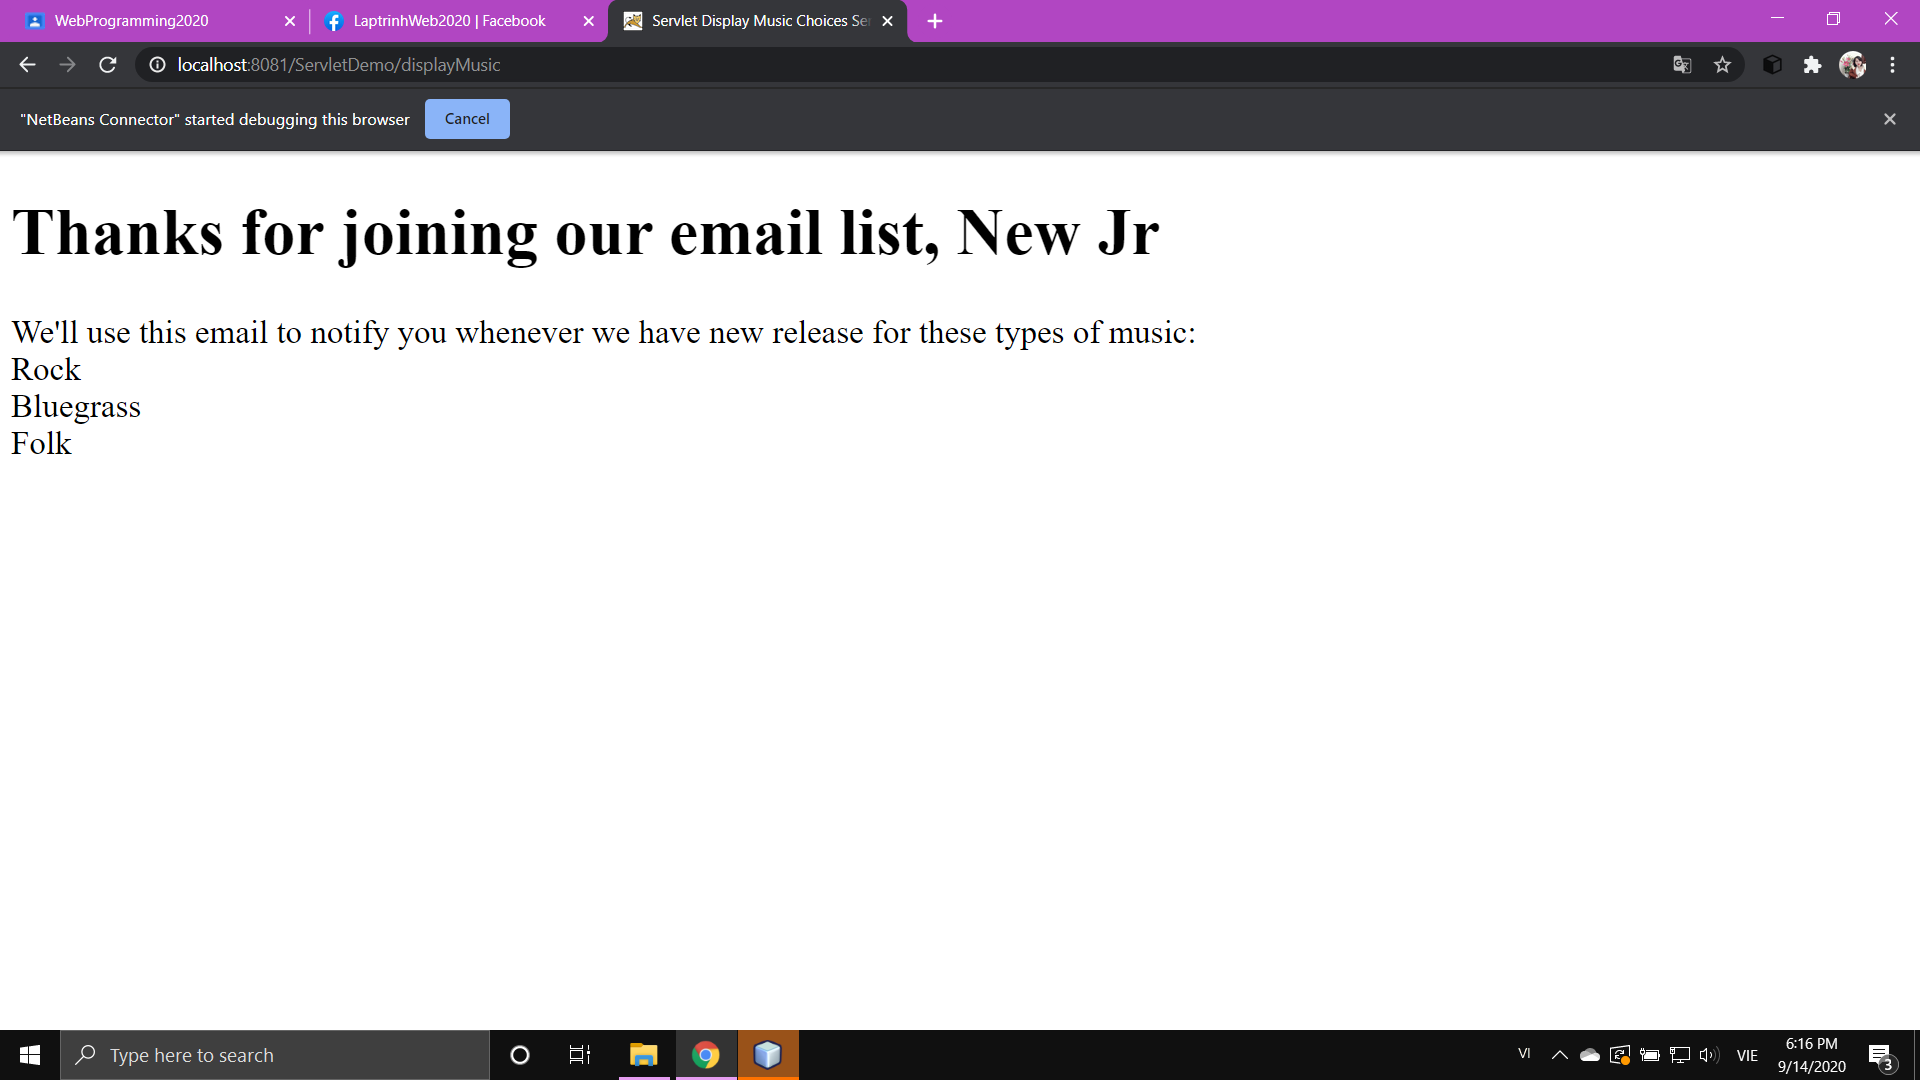 WebProgramming2020
LaptrinhWeb2020 | Facebook
Servlet Display Music Choices Ser
localhost:8081/ServletDemo/displayMusic
"NetBeans Connector" started debugging this browser
Cancel
Thanks for joining our email list, New Jr
We'll use this email to notify you whenever we have new release for these types of music:
Rock
Bluegrass
Folk
Type here to search
VI
VIE
6:16 PM
9/14/2020
3